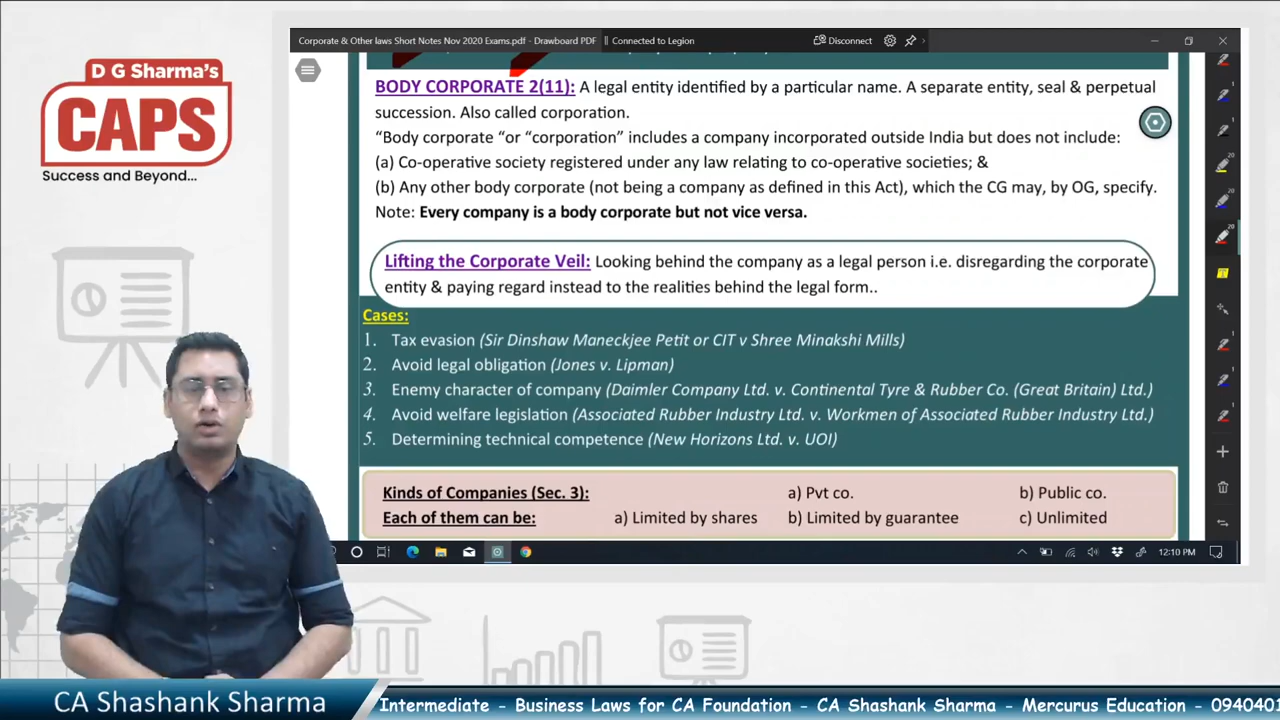 D G Sharma's
CAPS
Success and Beyond...
Corporate & Other laws Short Notes Nov 2020 Exams.pdf - Drawboard PDF
Connected to Legion
Disconnect
BODY CORPORATE 2(11): A legal entity identified by a particular name. A separate entity, seal & perpetual
succession. Also called corporation.
“Body corporate “or “corporation” includes a company incorporated outside India but does not include:
(a) Co-operative society registered under any law relating to co-operative societies; &
(b) Any other body corporate (not being a company as defined in this Act), which the CG may, by OG, specify.
Note: Every company is a body corporate but not vice versa.
Lifting the Corporate Veil: Looking behind the company as a legal person i.e. disregarding the corporate
entity & paying regard instead to the realities behind the legal form..
Cases:
1. Tax evasion (Sir Dinshaw Maneckjee Petit or CIT v Shree Minakshi Mills)
2. Avoid legal obligation (Jones v. Lipman)
3. Enemy character of company (Daimler Company Ltd. v. Continental Tyre & Rubber Co. (Great Britain) Ltd.)
4. Avoid welfare legislation (Associated Rubber Industry Ltd. v. Workmen of Associated Rubber Industry Ltd.)
5. Determining technical competence (New Horizons Ltd. v. UOI)
Kinds of Companies (Sec. 3): a) Pvt co. b) Public co.
Each of them can be: a) Limited by shares b) Limited by guarantee c) Unlimited
12:10 PM
CA Shashank Sharma
Intermediate - Business Laws for CA Foundation - CA Shashank Sharma - Mercurus Education - 0940401